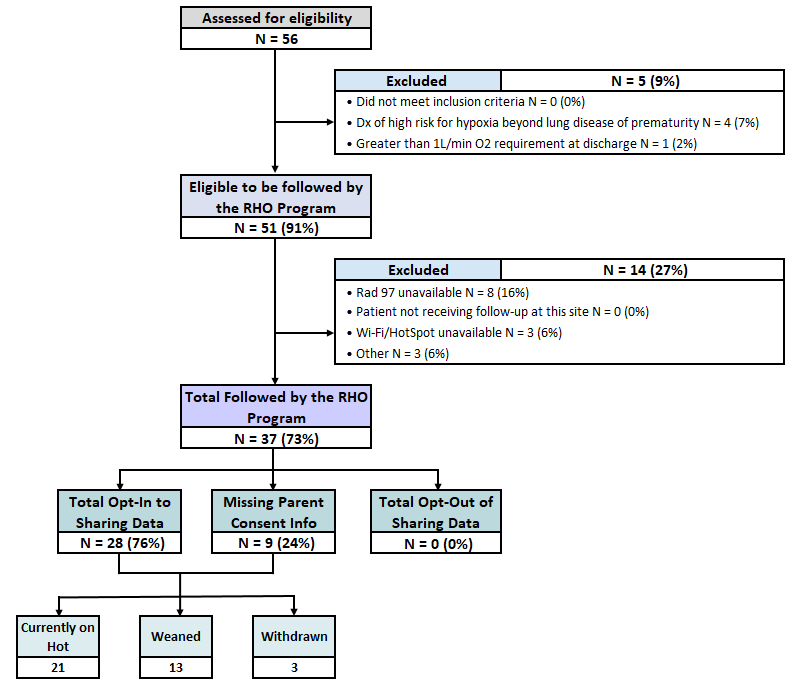 Assessed for eligibility
N = 56
Excluded
N = 5 (9%)
• Did not meet inclusion criteria N = 0 (0%)
• Dx of high risk for hypoxia beyond lung disease of prematurity N = 4 (7%)
• Greater than 1L/min O2 requirement at discharge N = 1 (2%)
Eligible to be followed by
the RHO Program
N = 51 (91%)
Excluded
N = 14 (27%)
• Rad 97 unavailable N = 8 (16%)
• Patient not receiving follow-up at this site N = 0 (0%)
• Wi-Fi/HotSpot unavailable N = 3 (6%)
• Other N = 3 (6%)
Total Followed by the RHO
Program
N = 37 (73%)
Total Opt-In to
Sharing Data
N = 28 (76%)
Missing Parent
Consent Info
N = 9 (24%)
Total Opt-Out of
Sharing Data
N = 0 (0%)
Currently on
Hot
21
Weaned
13
Withdrawn
3